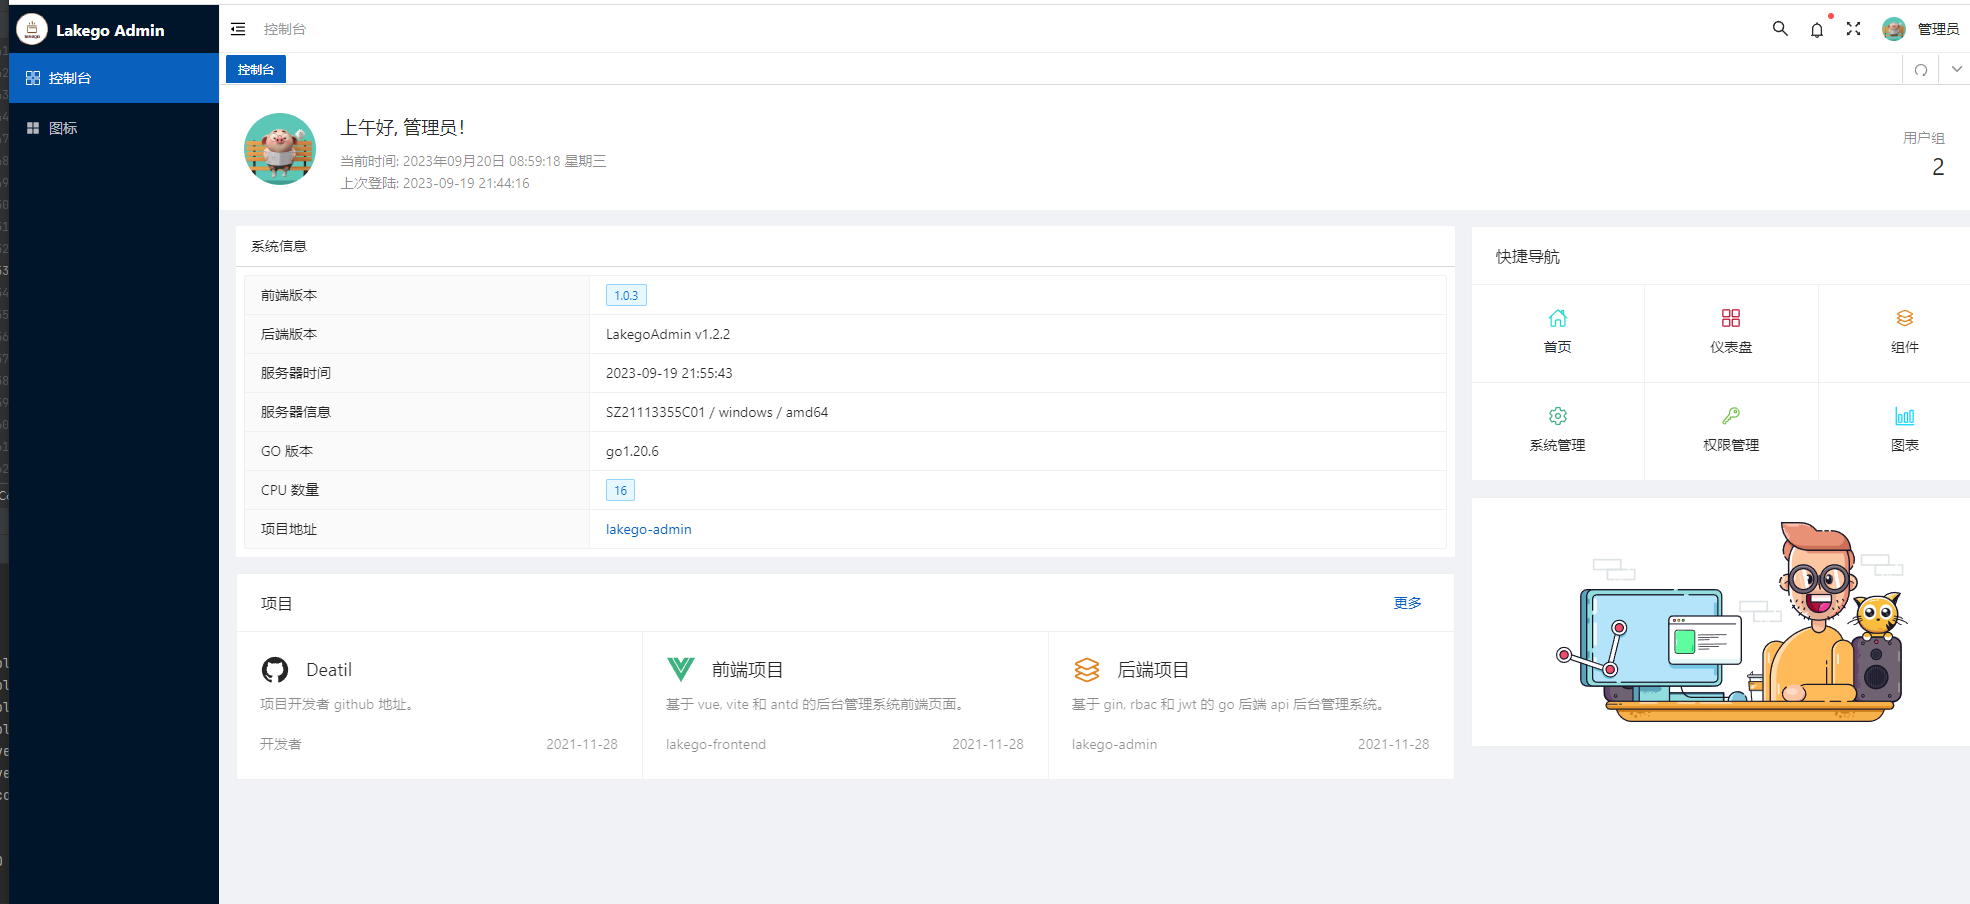 Lakego Admin
控制台
管理员
控制台
控制台
图标
上午好, 管理员!
当前时间: 2023年09月20日 08:59:18 星期三
上次登陆: 2023-09-19 21:44:16
用户组
2
系统信息
前端版本 1.0.3
后端版本 LakegoAdmin v1.2.2
服务器时间 2023-09-19 21:55:43
服务器信息 SZ21113355C01 / windows / amd64
GO 版本 go1.20.6
CPU 数量 16
项目地址 lakego-admin
快捷导航
首页 仪表盘 组件
系统管理 权限管理 图表
项目 更多
Deatil
项目开发者 github 地址。
开发者 2021-11-28
前端项目
基于 vue, vite 和 antd 的后台管理系统前端页面。
lakego-frontend 2021-11-28
后端项目
基于 gin, rbac 和 jwt 的 go 后端 api 后台管理系统。
lakego-admin 2021-11-28